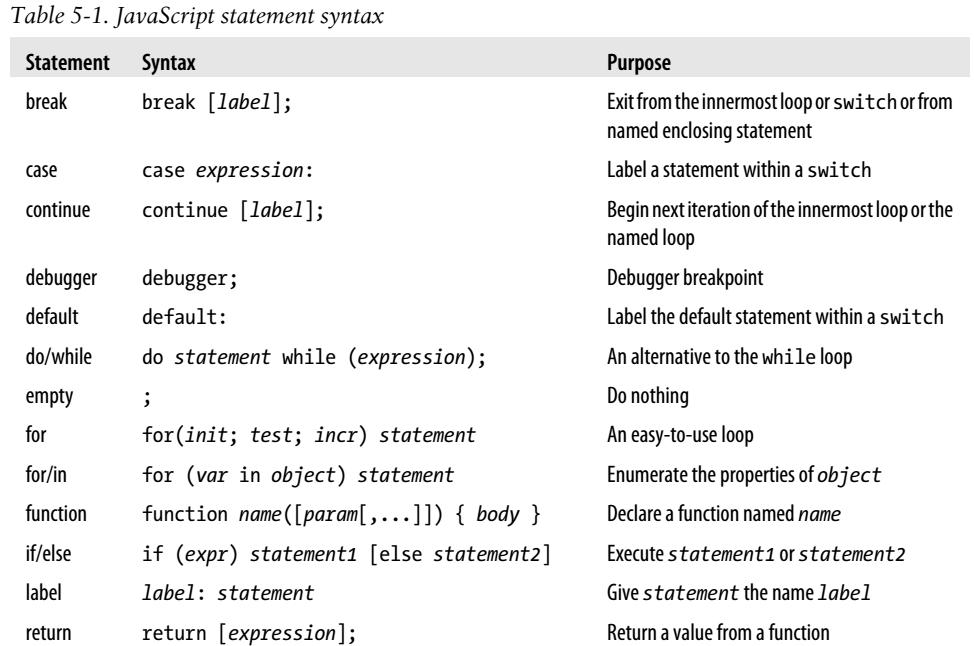 Table 5-1. JavaScript statement syntax
Statement Syntax Purpose
break break [label]; Exit from the innermost loop or switch or from
named enclosing statement
case case expression: Label a statement within a switch
continue continue [label]; Begin next iteration of the innermost loop or the
named loop
debugger debugger; Debugger breakpoint
default default: Label the default statement within a switch
do/while do statement while (expression); An alternative to the while loop
empty ; Do nothing
for for(init; test; incr) statement An easy-to-use loop
for/in for (var in object) statement Enumerate the properties of object
function function name([param[,...]]) { body } Declare a function named name
if/else if (expr) statement1 [else statement2] Execute statement1 or statement2
label label: statement Give statement the name label
return return [expression]; Return a value from a function